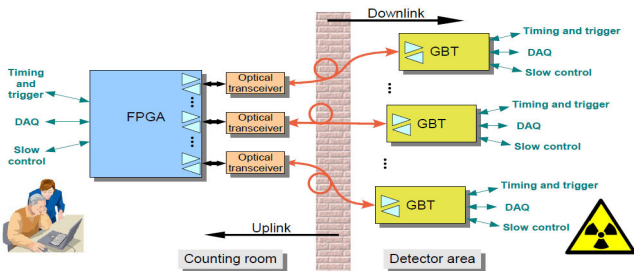 Downlink
Timing and trigger
GBT
DAQ
Slow control
Timing
and
trigger
DAQ
Slow
control
FPGA
Optical
transceiver
Optical
transceiver
Optical
transceiver
...
...
...
Timing and trigger
GBT
DAQ
Slow control
...
Timing and trigger
GBT
DAQ
Slow control
Uplink
Counting room
Detector area